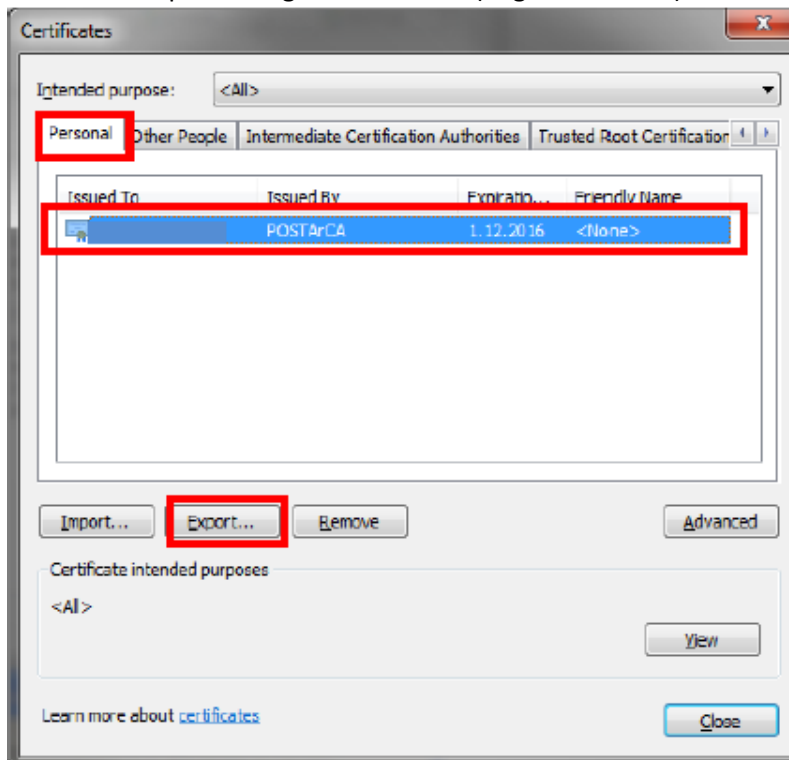 Certificates
Intended purpose: <All>
Personal Other People Intermediate Certification Authorities Trusted Root Certification
Issued To Issued By Expiratio... Friendly Name
POSTArCA 1.12.2016 <None>
Import... Export... Remove Advanced
Certificate intended purposes
<All>
View
Learn more about certificates
Close